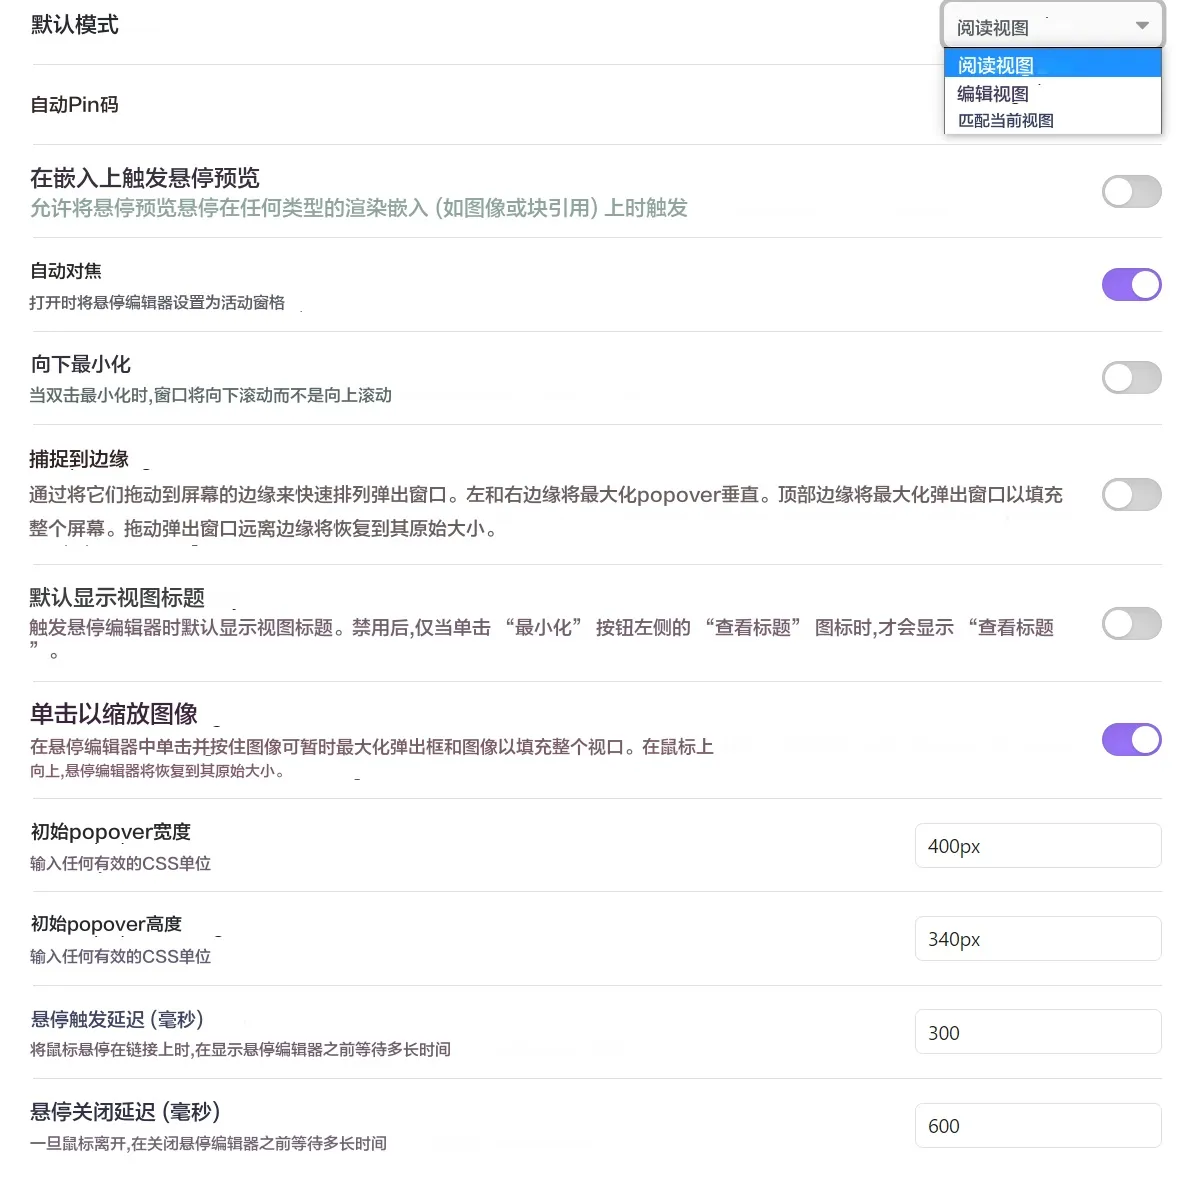 默认模式
阅读视图
阅读视图
编辑视图
匹配当前视图
自动Pin码
在嵌入上触发悬停预览
允许将悬停预览悬停在任何类型的渲染嵌入 (如图像或块引用) 上时触发
自动对焦
打开时将悬停编辑器设置为活动窗格
向下最小化
当双击最小化时,窗口将向下滚动而不是向上滚动
捕捉到边缘
通过将它们拖动到屏幕的边缘来快速排列弹出窗口。左和右边缘将最大化popover垂直。顶部边缘将最大化弹出窗口以填充
整个屏幕。拖动弹出窗口远离边缘将恢复到其原始大小。
默认显示视图标题
触发悬停编辑器时默认显示视图标题。禁用后,仅当单击 “最小化” 按钮左侧的 “查看标题” 图标时,才会显示 “查看标题
”。
单击以缩放图像
在悬停编辑器中单击并按住图像可暂时最大化弹出框和图像以填充整个视口。在鼠标上
向上,悬停编辑器将恢复到其原始大小。
初始popover宽度
400px
输入任何有效的CSS单位
初始popover高度
340px
输入任何有效的CSS单位
悬停触发延迟 (毫秒)
300
将鼠标悬停在链接上时,在显示悬停编辑器之前等待多长时间
悬停关闭延迟 (毫秒)
600
一旦鼠标离开,在关闭悬停编辑器之前等待多长时间